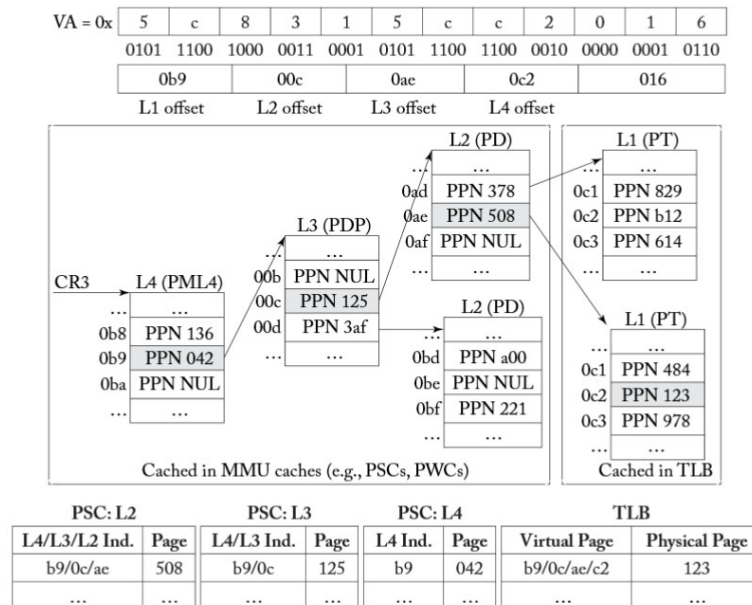 VA = 0x 5 c 8 3 1 5 c c 2 0 1 6
0101 1100 1000 0011 0001 0101 1100 1100 0010 0000 0001 0110
0b9 00c 0ae 0c2 016
L1 offset L2 offset L3 offset L4 offset
CR3
L4 (PML4)
... ...
0b8 PPN 136
0b9 PPN 042
0ba PPN NUL
... ...
L3 (PDP)
... ...
00b PPN NUL
00c PPN 125
00d PPN 3af
... ...
L2 (PD)
... ...
0ad PPN 378
0ae PPN 508
0af PPN NUL
... ...
L2 (PD)
... ...
0bd PPN a00
0be PPN NUL
0bf PPN 221
... ...
Cached in MMU caches (e.g., PSCs, PWCs)
L1 (PT)
... ...
0c1 PPN 829
0c2 PPN b12
0c3 PPN 614
... ...
L1 (PT)
... ...
0c1 PPN 484
0c2 PPN 123
0c3 PPN 978
... ...
Cached in TLB
PSC: L2 PSC: L3 PSC: L4 TLB
L4/L3/L2 Ind. Page L4/L3 Ind. Page L4 Ind. Page Virtual Page Physical Page
b9/0c/ae 508 b9/0c 125 b9 042 b9/0c/ae/c2 123
... ... ... ... ... ... ... ...